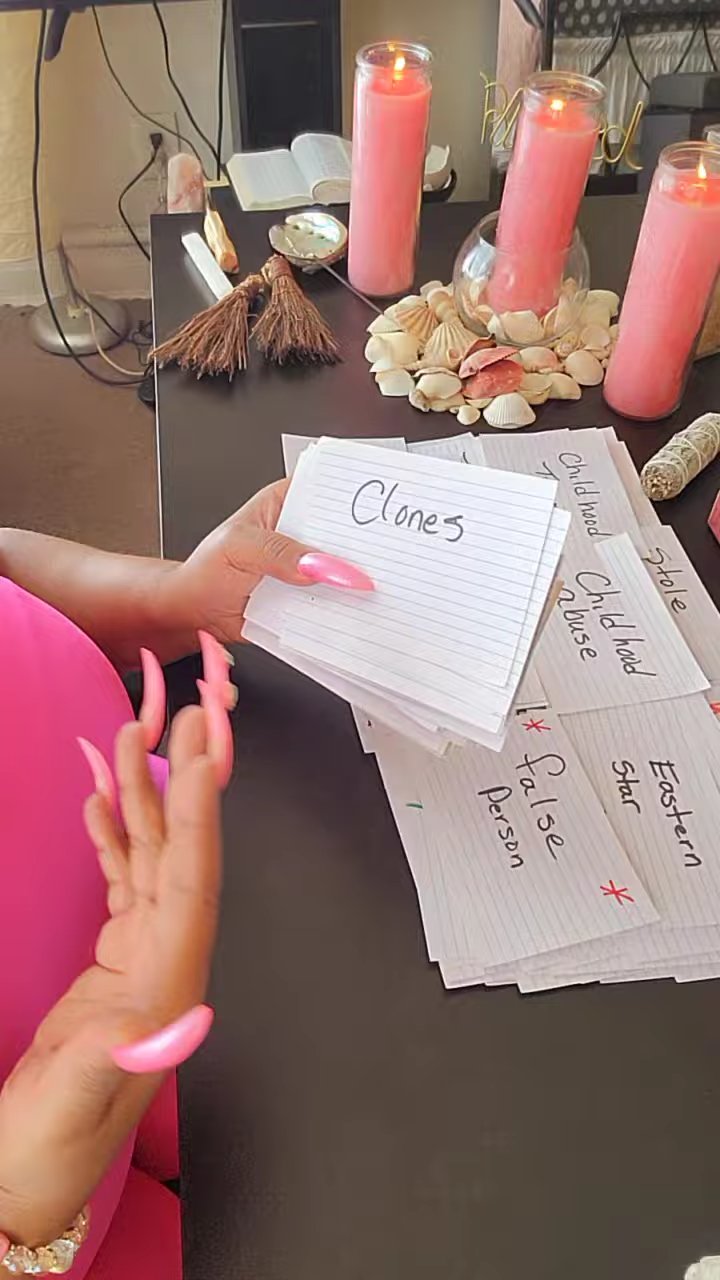 Clones
Childhood
Stole
Childhood
abuse
Eastern
Star
* false
Person
*